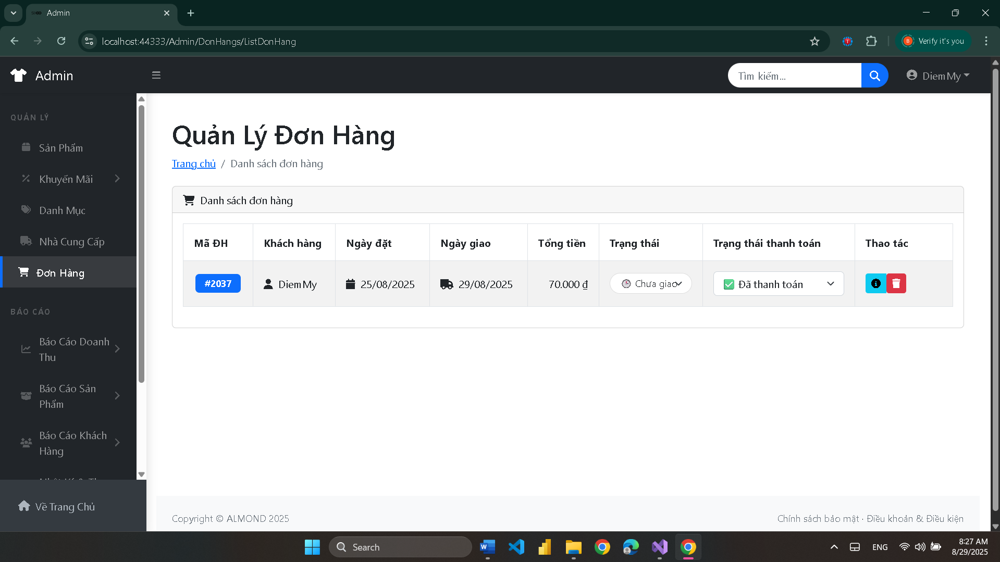 Admin
localhost:44333/Admin/DonHangs/ListDonHang
Verify it's you
Admin
Tìm kiếm...
DiemMy
QUẢN LÝ
Sản Phẩm
Khuyến Mãi
Danh Mục
Nhà Cung Cấp
Đơn Hàng
BÁO CÁO
Báo Cáo Doanh
Thu
Báo Cáo Sản
Phẩm
Báo Cáo Khách
Hàng
Về Trang Chủ
Quản Lý Đơn Hàng
Trang chủ / Danh sách đơn hàng
Danh sách đơn hàng
Mã ĐH Khách hàng Ngày đặt Ngày giao Tổng tiền Trạng thái Trạng thái thanh toán Thao tác
#2037 DiemMy 25/08/2025 29/08/2025 70.000 ₫ Chưa giao Đã thanh toán
Copyright © ALMOND 2025
Chính sách bảo mật · Điều khoản & Điều kiện
Search
ENG
8:27 AM
8/29/2025